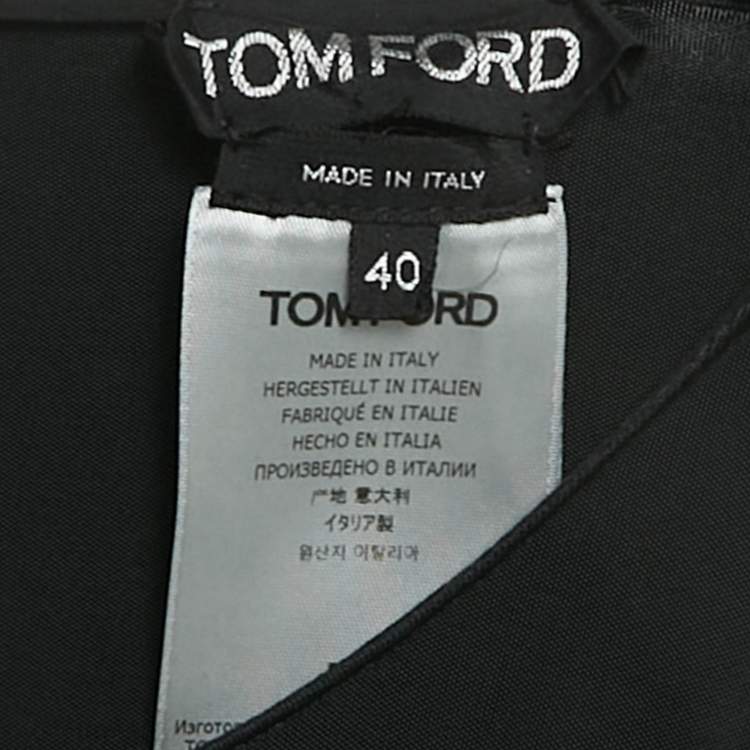 TOM FORD
MADE IN ITALY
40
TOM FORD
MADE IN ITALY
HERGESTELLT IN ITALIEN
FABRIQUÉ EN ITALIE
HECHO EN ITALIA
ПРОИЗВЕДЕНО В ИТАЛИИ
产地 意大利
イタリア製
원산지 이탈리아